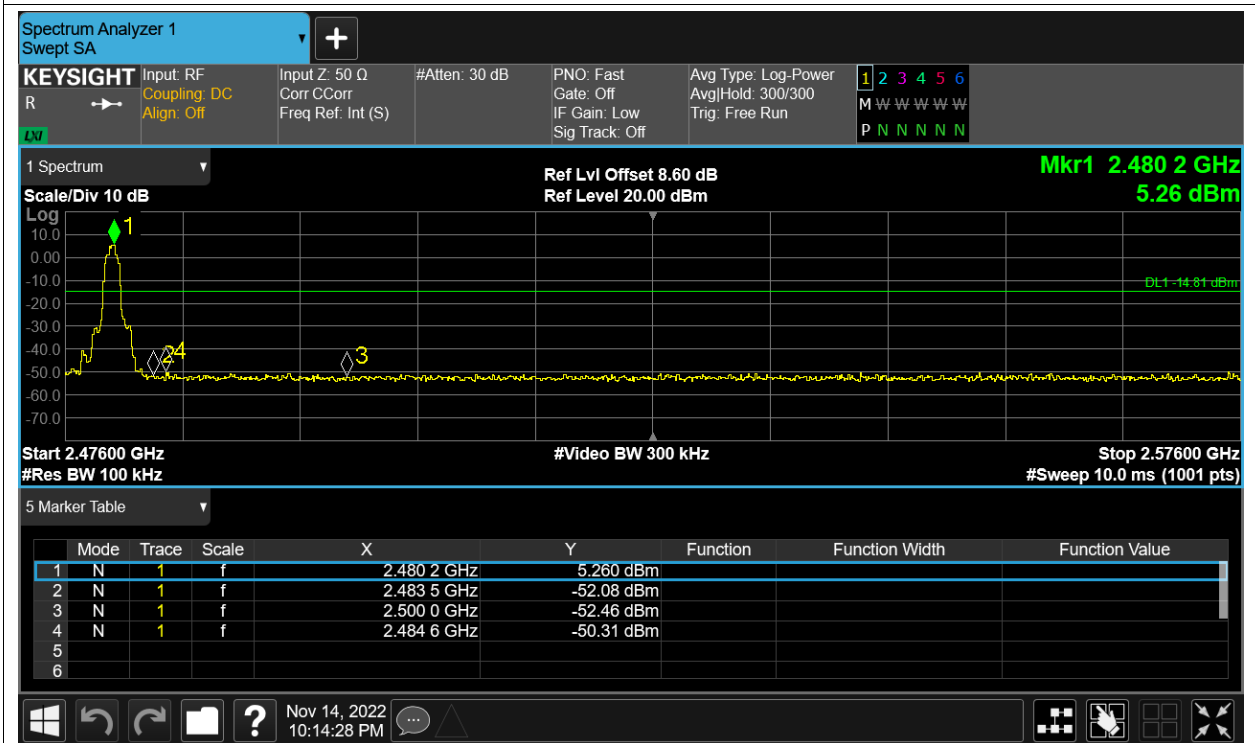 Spectrum Analyzer 1
Swept SA
KEYSIGHT Input: RF Input Z: 50 Ω #Atten: 30 dB PNO: Fast Avg Type: Log-Power 1 2 3 4 5 6
R Coupling: DC Corr CCorr Gate: Off Avg|Hold: 300/300 M W W W W W
Align: Off Freq Ref: Int (S) IF Gain: Low Trig: Free Run
LXI Sig Track: Off P N N N N N
1 Spectrum Ref Lvl Offset 8.60 dB Mkr1 2.480 2 GHz
Scale/Div 10 dB Ref Level 20.00 dBm 5.26 dBm
Log
1
10.0
0.00
-10.0
DL1 -14.81 dBm
-20.0
-30.0
-40.0
2 4 3
-50.0
-60.0
-70.0
Start 2.47600 GHz #Video BW 300 kHz Stop 2.57600 GHz
#Res BW 100 kHz #Sweep 10.0 ms (1001 pts)
5 Marker Table
Mode Trace Scale X Y Function Function Width Function Value
1 N 1 f 2.480 2 GHz 5.260 dBm
2 N 1 f 2.483 5 GHz -52.08 dBm
3 N 1 f 2.500 0 GHz -52.46 dBm
4 N 1 f 2.484 6 GHz -50.31 dBm
5
6
? Nov 14, 2022
10:14:28 PM